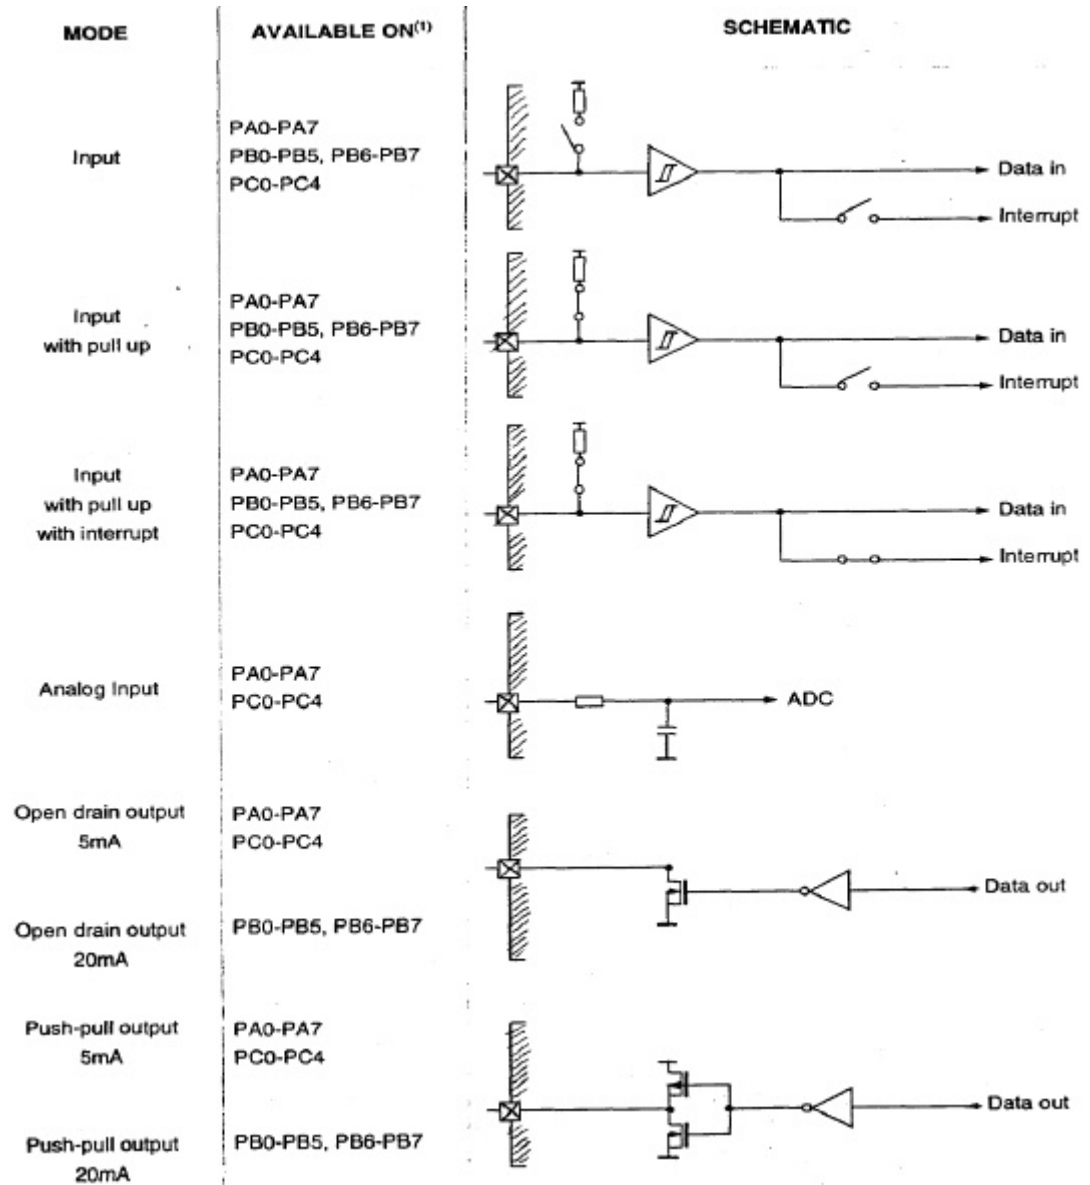 MODE AVAILABLE ON(1) SCHEMATIC
Input
PA0-PA7
PB0-PB5, PB6-PB7
PC0-PC4
Data in
Interrupt
Input
with pull up
PA0-PA7
PB0-PB5, PB6-PB7
PC0-PC4
Data in
Interrupt
Input
with pull up
with interrupt
PA0-PA7
PB0-PB5, PB6-PB7
PC0-PC4
Data in
Interrupt
Analog Input
PA0-PA7
PC0-PC4
ADC
Open drain output
5mA
PA0-PA7
PC0-PC4
Data out
Open drain output
20mA
PB0-PB5, PB6-PB7
Push-pull output
5mA
PA0-PA7
PC0-PC4
Data out
Push-pull output
20mA
PB0-PB5, PB6-PB7